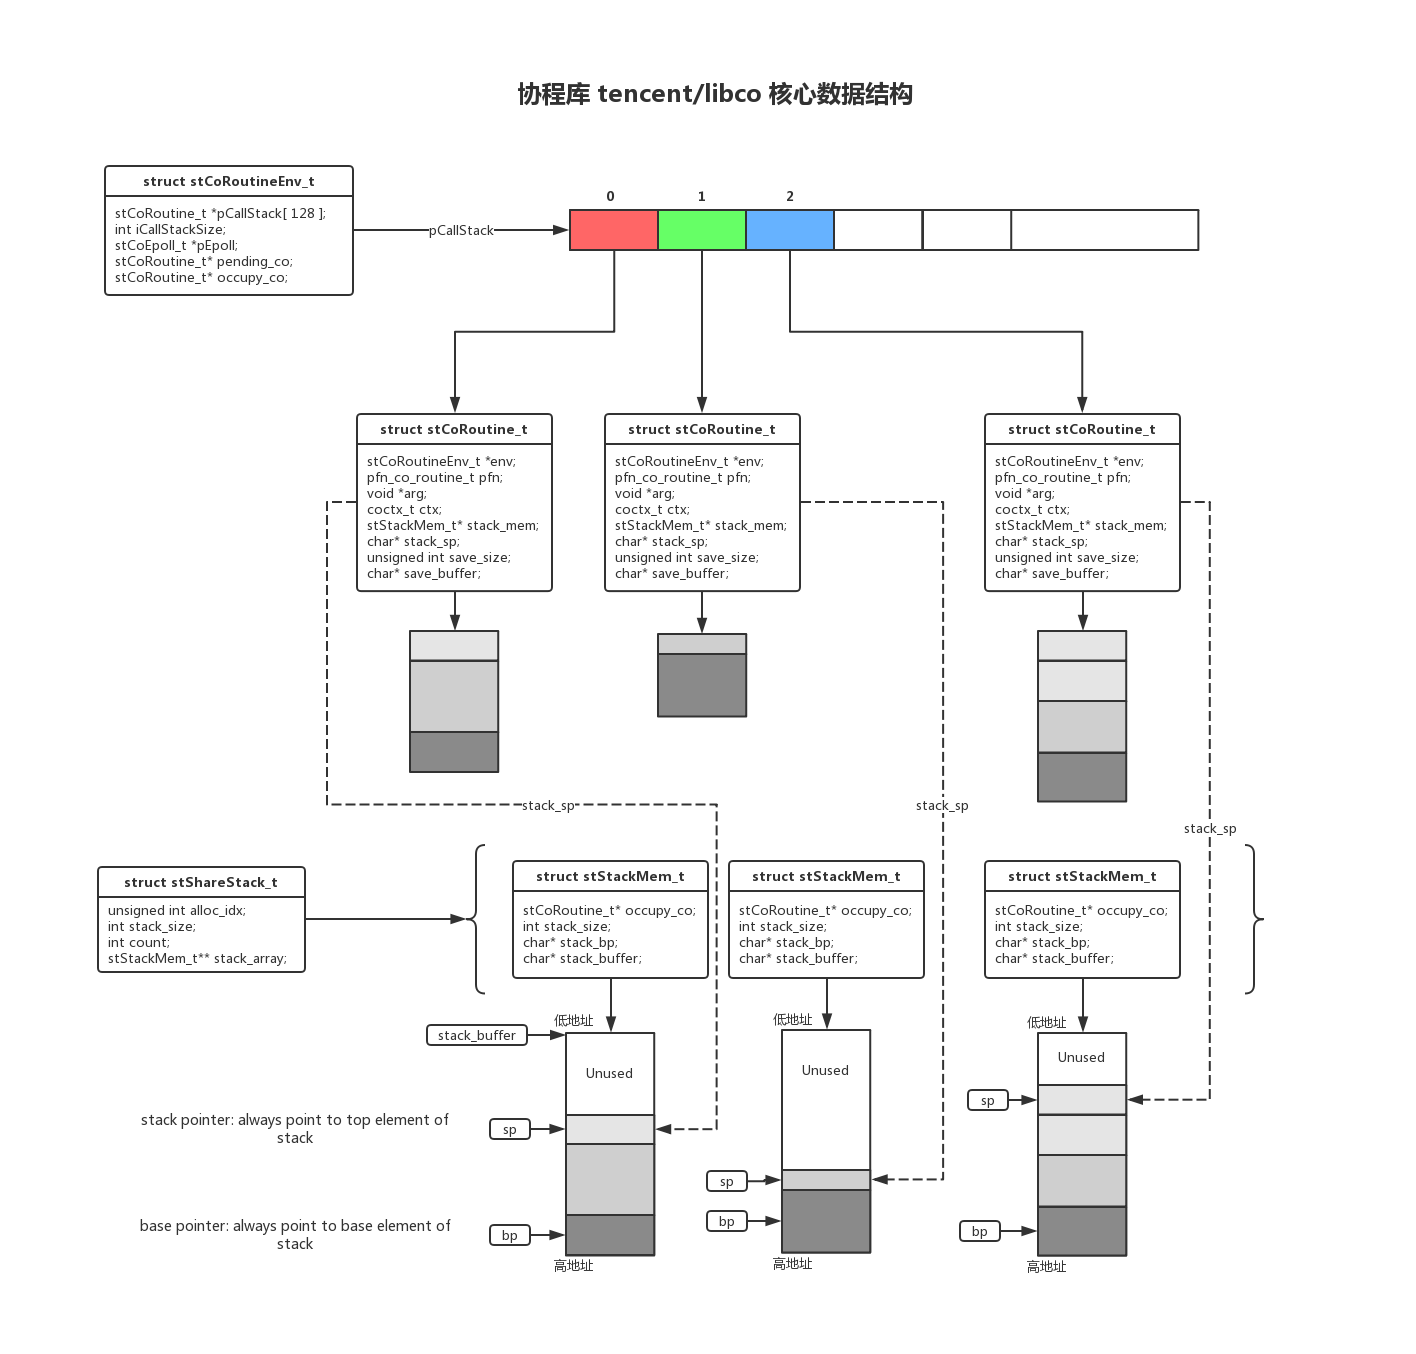 协程库 tencent/libco 核心数据结构
struct stCoRoutineEnv_t
stCoRoutine_t *pCallStack[ 128 ];
int iCallStackSize;
stCoEpoll_t *pEpoll;
stCoRoutine_t* pending_co;
stCoRoutine_t* occupy_co;
pCallStack
0
1
2
struct stCoRoutine_t
stCoRoutineEnv_t *env;
pfn_co_routine_t pfn;
void *arg;
coctx_t ctx;
stStackMem_t* stack_mem;
char* stack_sp;
unsigned int save_size;
char* save_buffer;
struct stCoRoutine_t
stCoRoutineEnv_t *env;
pfn_co_routine_t pfn;
void *arg;
coctx_t ctx;
stStackMem_t* stack_mem;
char* stack_sp;
unsigned int save_size;
char* save_buffer;
struct stCoRoutine_t
stCoRoutineEnv_t *env;
pfn_co_routine_t pfn;
void *arg;
coctx_t ctx;
stStackMem_t* stack_mem;
char* stack_sp;
unsigned int save_size;
char* save_buffer;
stack_sp
stack_sp
stack_sp
struct stShareStack_t
unsigned int alloc_idx;
int stack_size;
int count;
stStackMem_t** stack_array;
struct stStackMem_t
stCoRoutine_t* occupy_co;
int stack_size;
char* stack_bp;
char* stack_buffer;
struct stStackMem_t
stCoRoutine_t* occupy_co;
int stack_size;
char* stack_bp;
char* stack_buffer;
struct stStackMem_t
stCoRoutine_t* occupy_co;
int stack_size;
char* stack_bp;
char* stack_buffer;
低地址
stack_buffer
Unused
stack pointer: always point to top element of
stack
sp
base pointer: always point to base element of
stack
bp
高地址
低地址
Unused
sp
bp
高地址
低地址
Unused
sp
bp
高地址